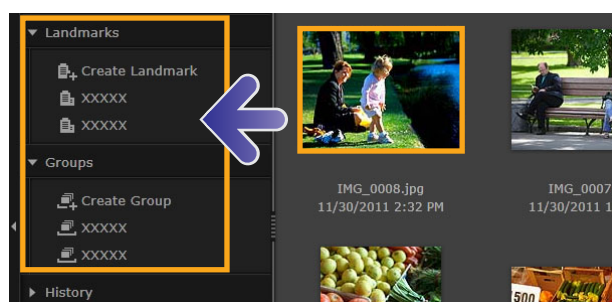 Landmarks
Create Landmark
XXXXX
XXXXX
Groups
Create Group
XXXXX
XXXXX
History
IMG_0008.jpg
11/30/2011 2:32 PM
IMG_0007
11/30/2011 1
500